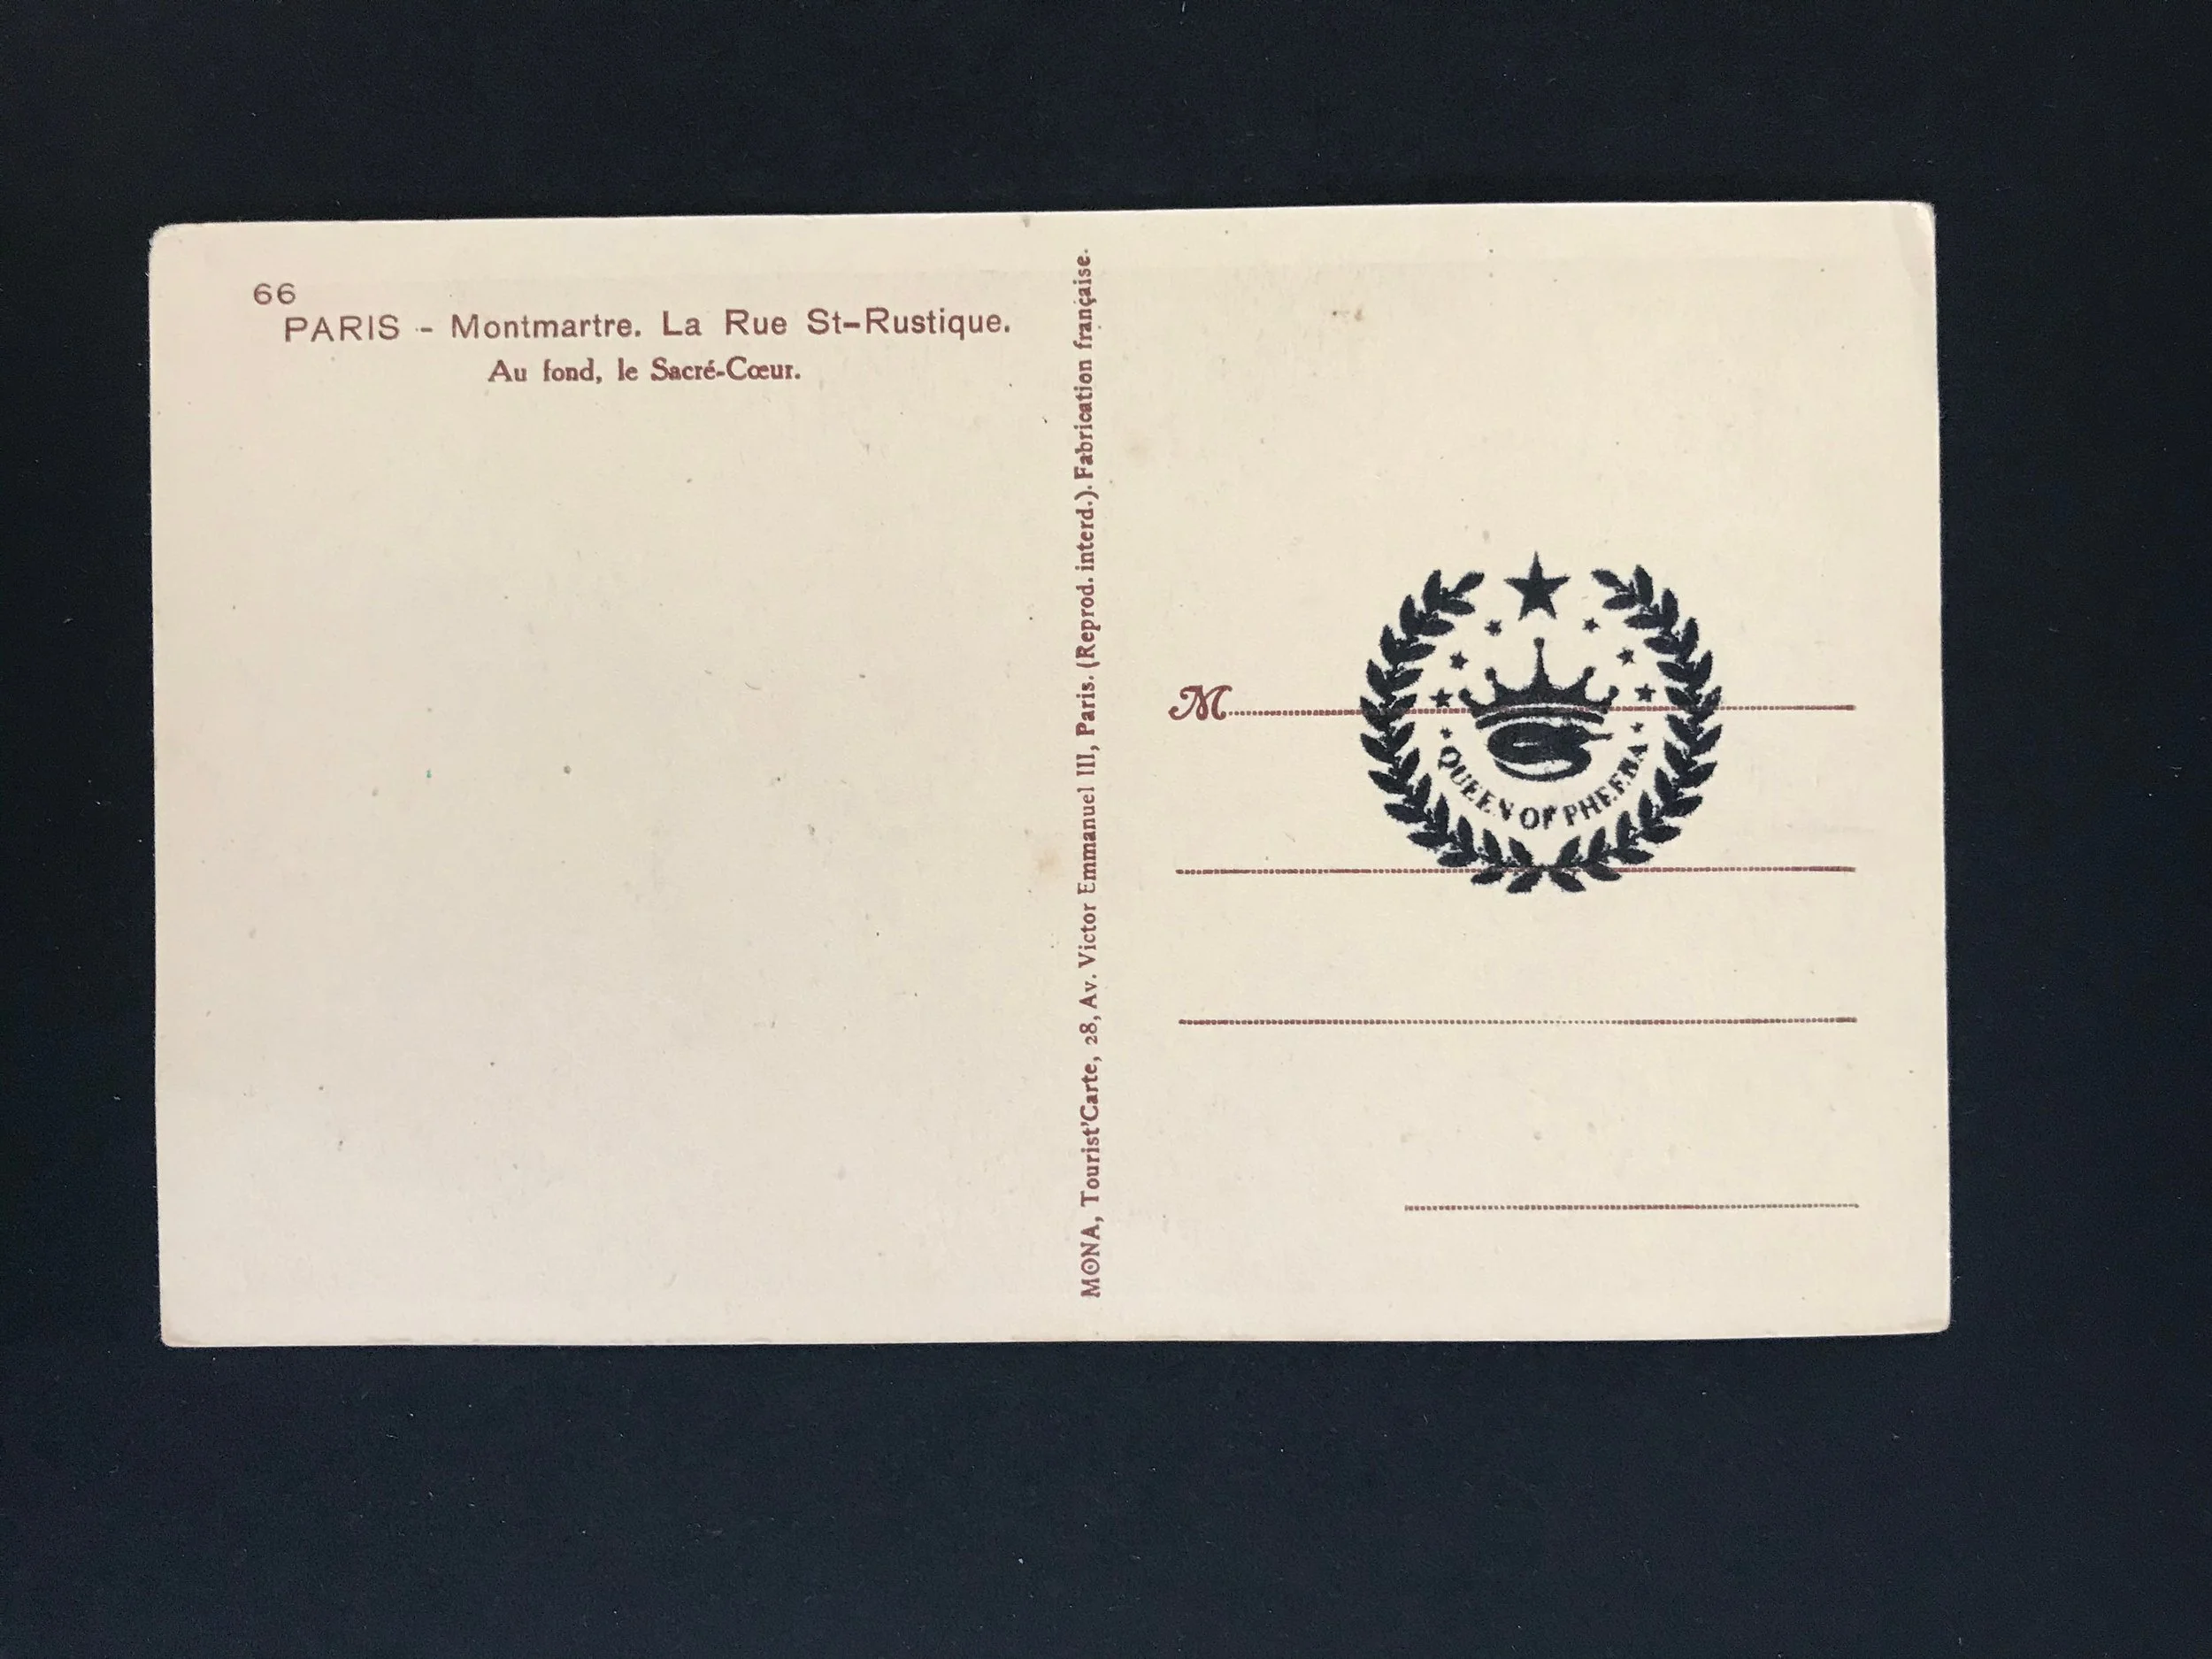 66
PARIS - Montmartre. La Rue St-Rustique.
Au fond, le Sacré-Cœur.
MONA, Tourist'Carte, 28, Av. Victor Emmanuel III, Paris. (Reprod. interd.). Fabrication française.
M
QUEEN OF PHEEBA